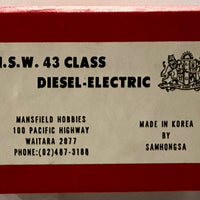 N.S.W. 43 CLASS
DIESEL-ELECTRIC
MANSFIELD HOBBIES
100 PACIFIC HIGHWAY
WAITARA 2077
PHONE:(02)487-3188
MADE IN KOREA
BY
SAMHONGSA